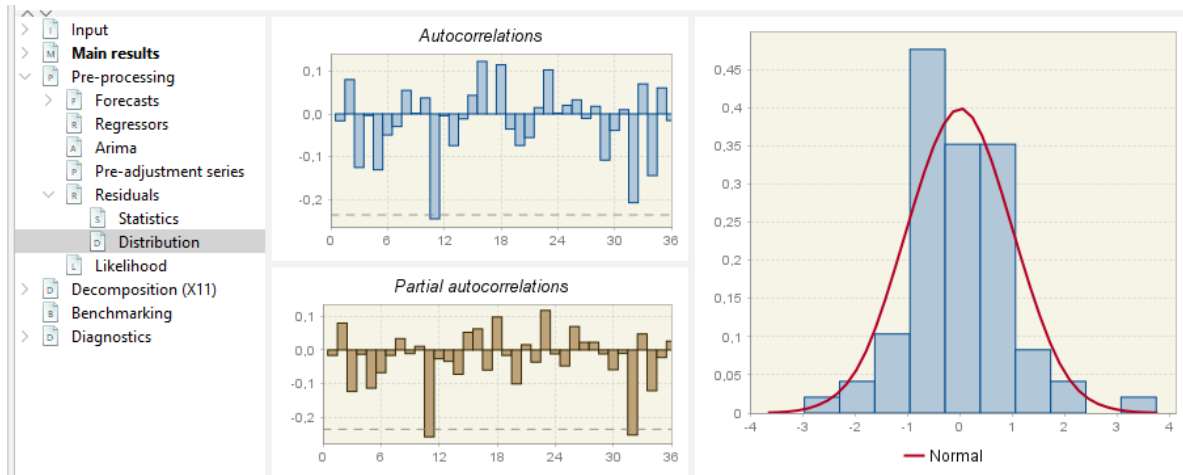 Input
Main results
Pre-processing
Forecasts
Regressors
Arima
Pre-adjustment series
Residuals
Statistics
Distribution
Likelihood
Decomposition (X11)
Benchmarking
Diagnostics
Autocorrelations
0,1
0,0
-0,1
-0,2
0 6 12 18 24 30 36
Partial autocorrelations
0,1
0,0
-0,1
-0,2
0 6 12 18 24 30 36
0,45
0,4
0,35
0,3
0,25
0,2
0,15
0,1
0,05
0
-4 -3 -2 -1 0 1 2 3 4
Normal